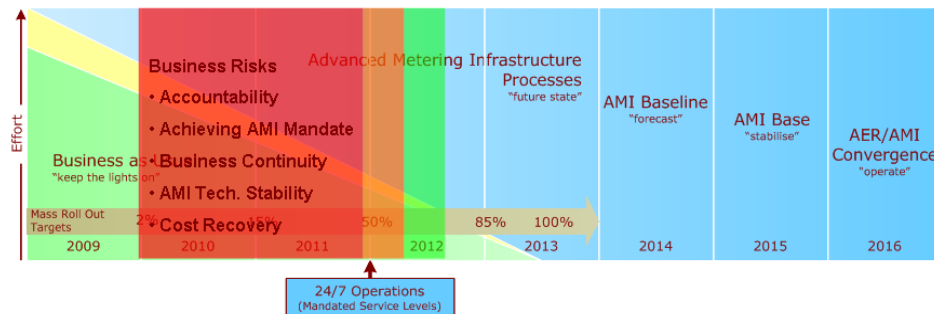 Effort
Business Risks
• Accountability
• Achieving AMI Mandate
• Business Continuity
• AMI Tech. Stability
• Cost Recovery
Advanced Metering Infrastructure
Processes
"future state"
AMI Baseline
"forecast"
AMI Base
"stabilise"
AER/AMI
Convergence
"operate"
Business as
"keep the lights on"
Mass Roll Out
Targets
2%
15%
50%
85%
100%
2009
2010
2011
2012
2013
2014
2015
2016
24/7 Operations
(Mandated Service Levels)